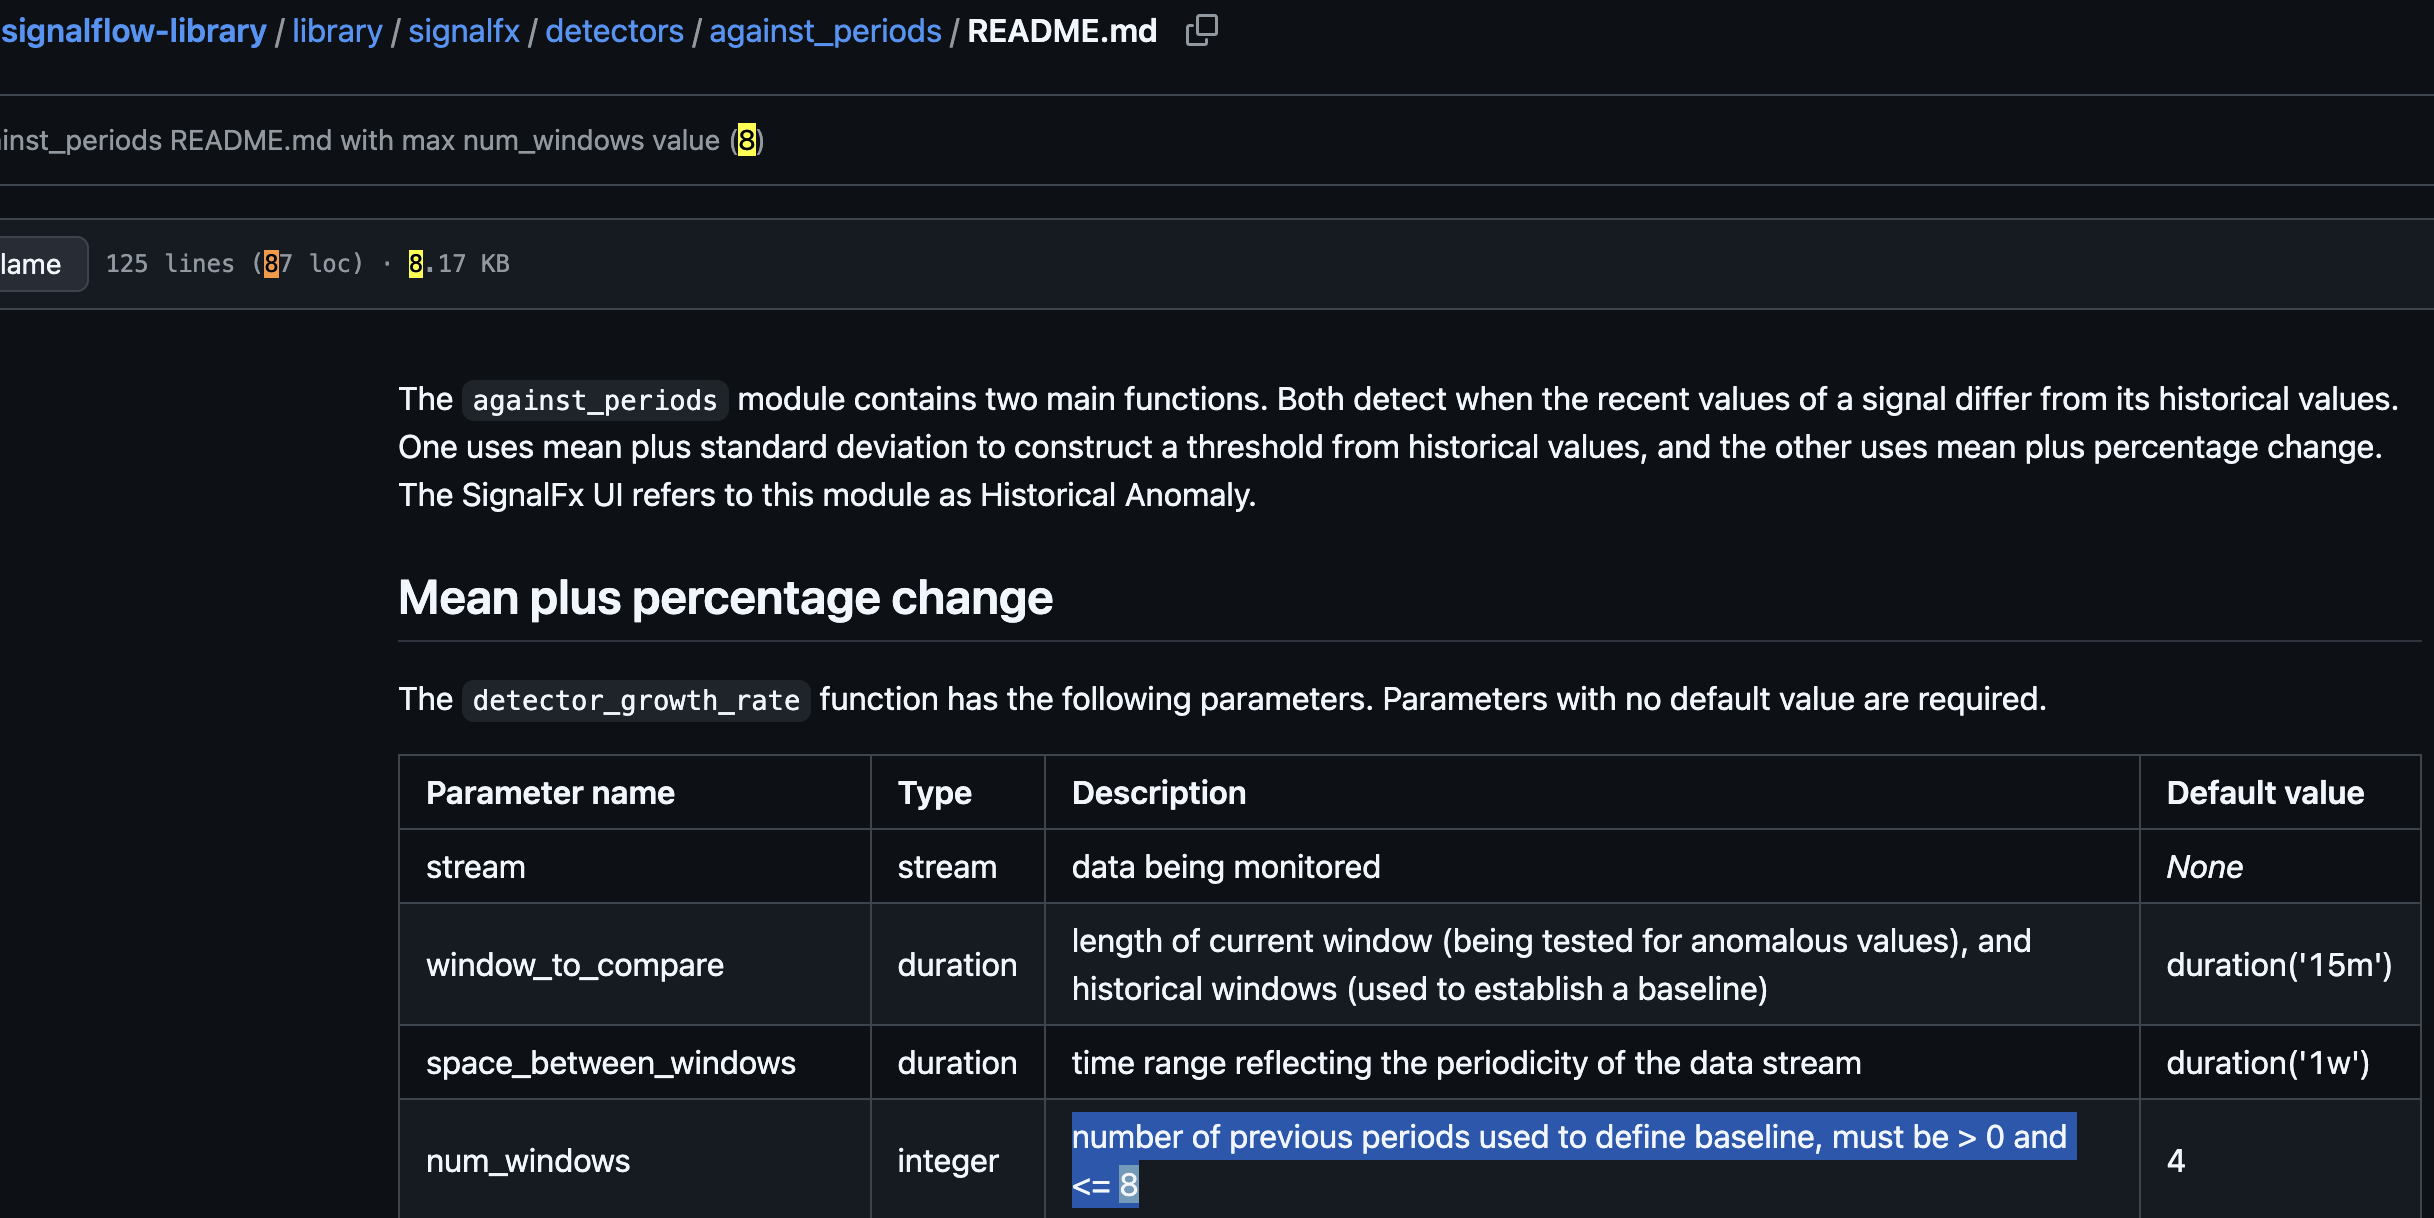 signalflow-library / library / signalfx / detectors / against_periods / README.md
inst_periods README.md with max num_windows value (8)
lame 125 lines (87 loc) · 8.17 KB
The against_periods module contains two main functions. Both detect when the recent values of a signal differ from its historical values.
One uses mean plus standard deviation to construct a threshold from historical values, and the other uses mean plus percentage change.
The SignalFx UI refers to this module as Historical Anomaly.
Mean plus percentage change
The detector_growth_rate function has the following parameters. Parameters with no default value are required.
Parameter name Type Description Default value
stream stream data being monitored None
window_to_compare duration length of current window (being tested for anomalous values), and
historical windows (used to establish a baseline) duration('15m')
space_between_windows duration time range reflecting the periodicity of the data stream duration('1w')
num_windows integer number of previous periods used to define baseline, must be > 0 and
<= 8 4